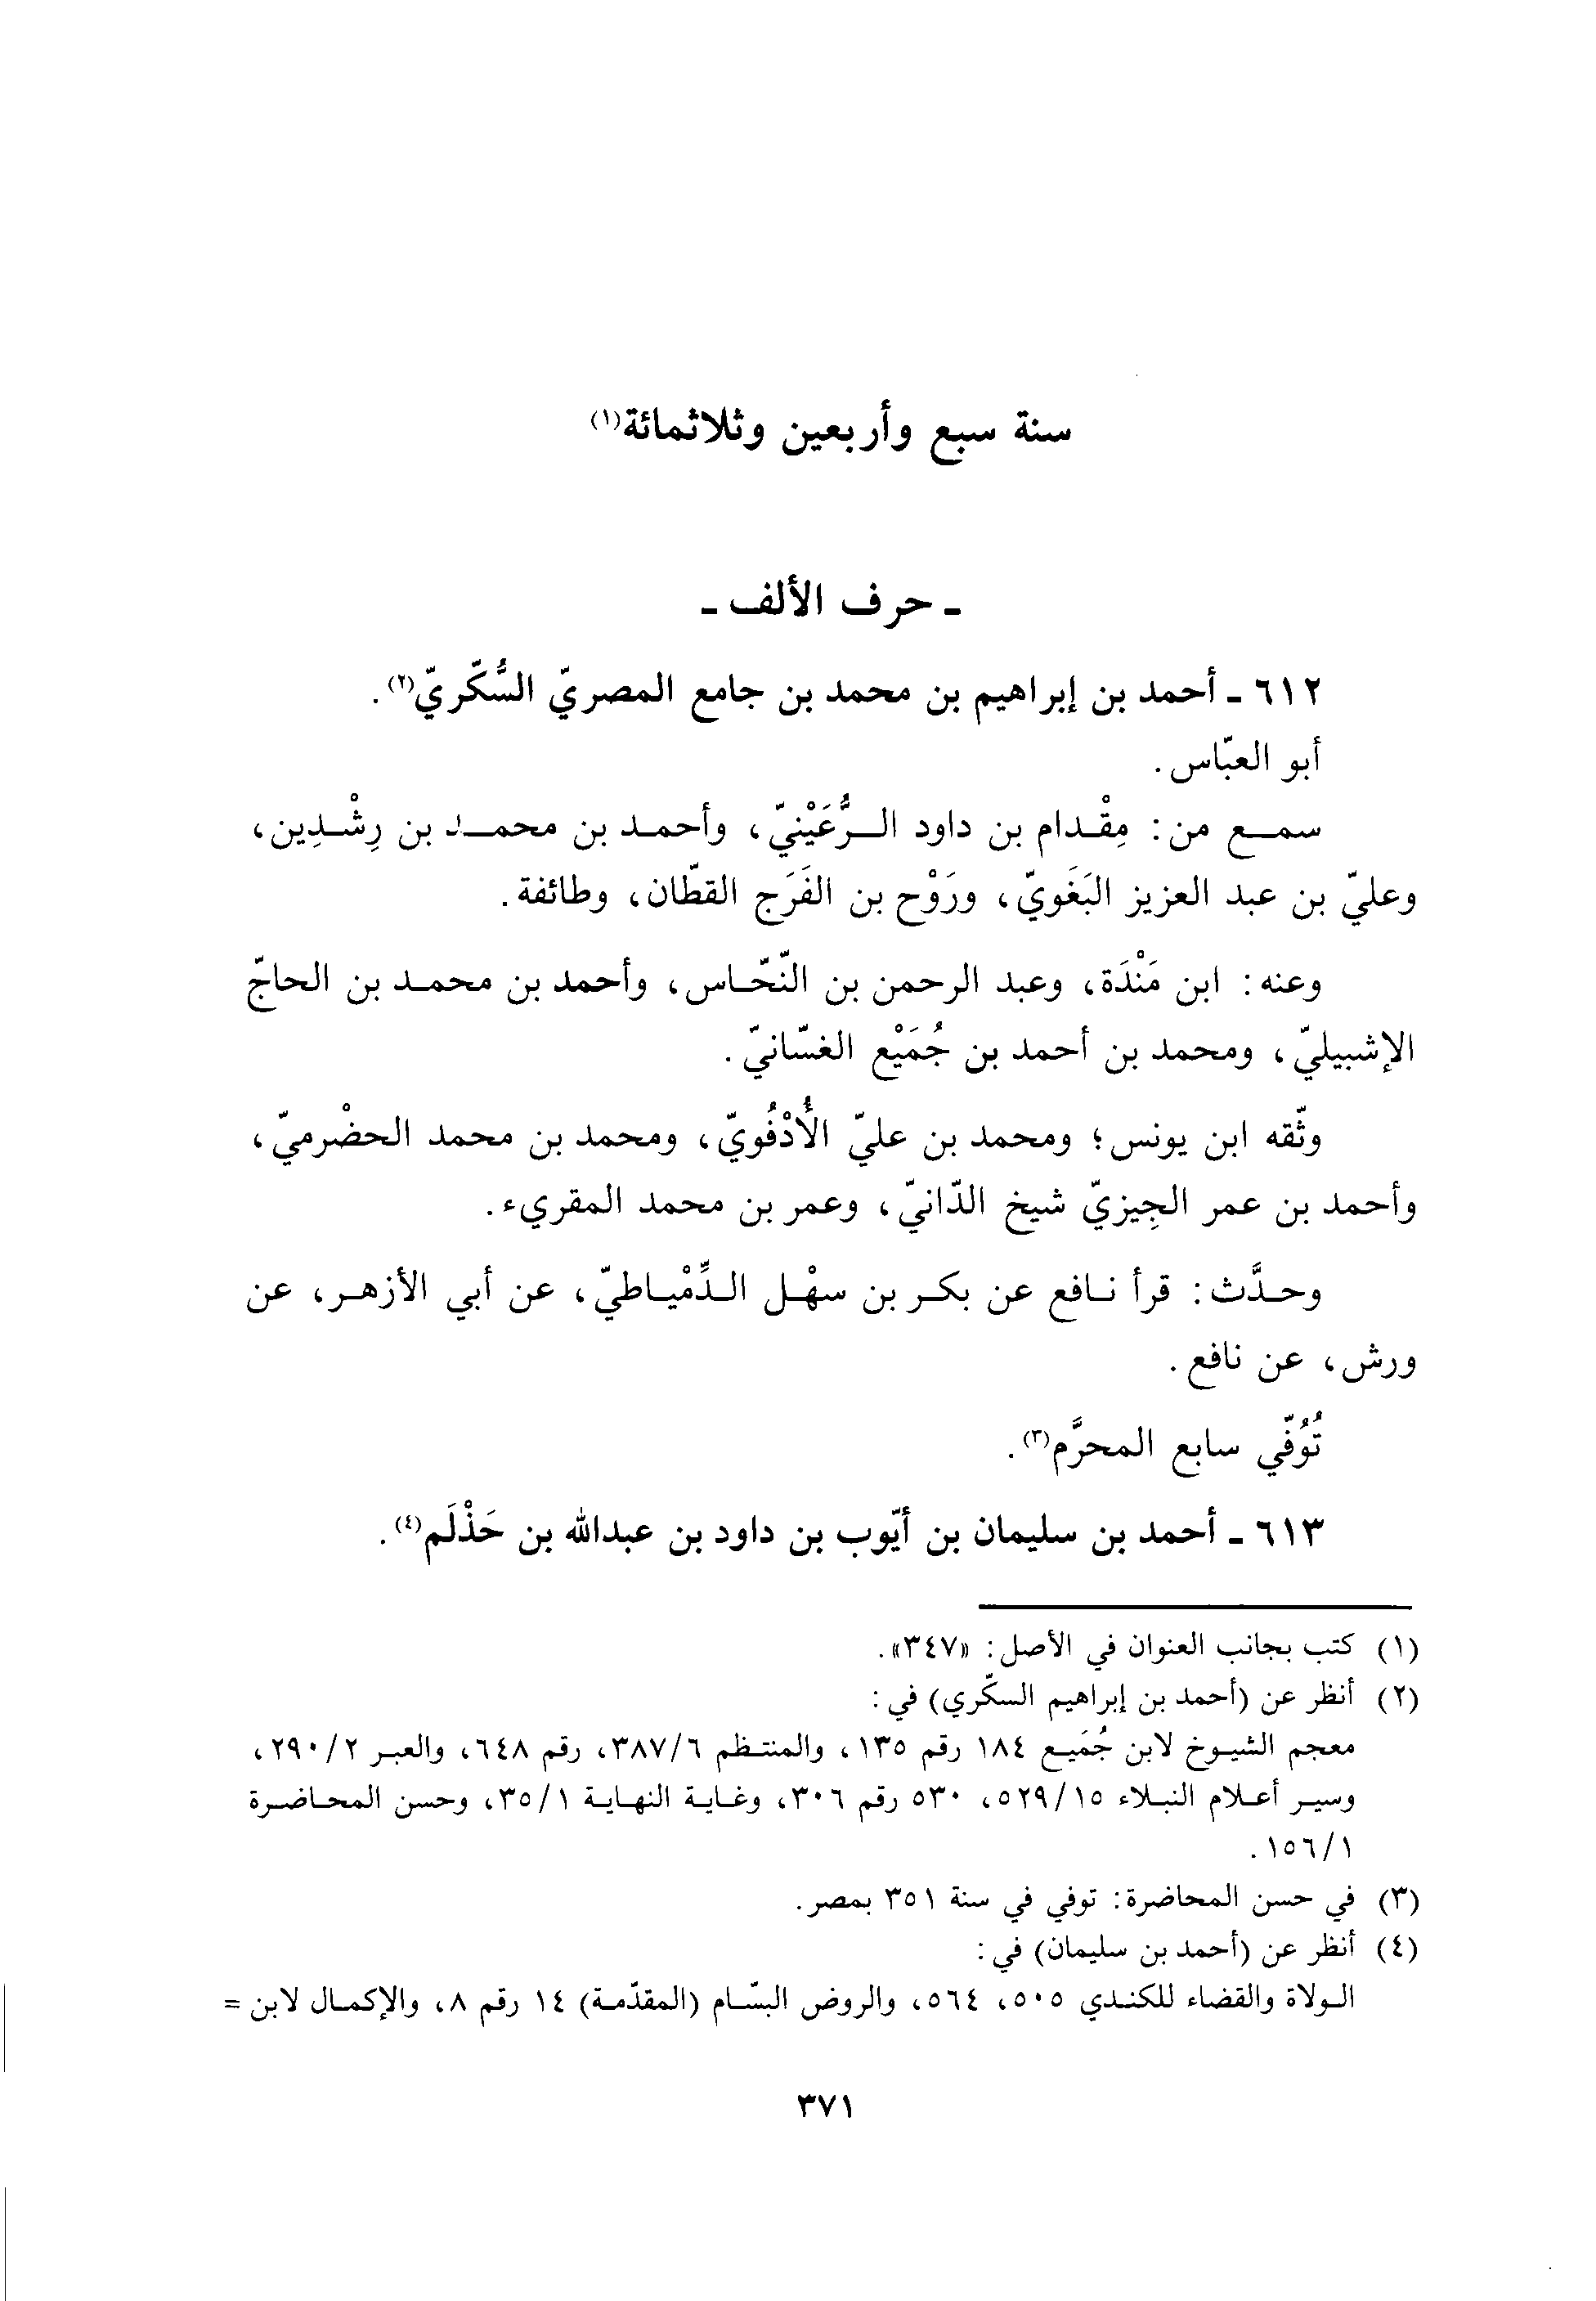 سنة سبع وأربعين وثلاثمائة(١)
ـ حرف الألف ـ
٦١٢ ـ أحمد بن إبراهيم بن محمد بن جامع المصريّ السُّكّريّ(٢).
أبو العبّاس.
سمع من: مِقْدام بن داود الرُّعَيْنيّ، وأحمد بن محمد بن رِشْدِين،
وعليّ بن عبد العزيز البَغَويّ، ورَوْح بن الفَرَج القطّان، وطائفة.
وعنه: ابن مَنْدَة، وعبد الرحمن بن النّحّاس، وأحمد بن محمد بن الحاجّ
الإشبيليّ، ومحمد بن أحمد بن جُمَيْع الغسّانيّ.
وثّقه ابن يونس؛ ومحمد بن عليّ الأُدْفُويّ، ومحمد بن محمد الحضْرميّ،
وأحمد بن عمر الجِيزيّ شيخ الدّانيّ، وعمر بن محمد المقريء.
وحدَّث: قرأ نافع عن بكر بن سهْل الدِّمْياطيّ، عن أبي الأزهر، عن
ورش، عن نافع.
تُوُفّي سابع المحرَّم(٣).
٦١٣ ـ أحمد بن سليمان بن أيّوب بن داود بن عبدالله بن حَذْلَم(٤).
(١) كتب بجانب العنوان في الأصل: «٣٤٧».
(٢) أنظر عن (أحمد بن إبراهيم السكّري) في:
معجم الشيوخ لابن جُمَيع ١٨٤ رقم ١٣٥، والمنتظم ٣٨٧/٦، رقم ٦٤٨، والعبر ٢٩٠/٢،
وسير أعلام النبلاء ٥٢٩/١٥، ٥٣٠ رقم ٣٠٦، وغاية النهاية ٣٥/١، وحسن المحاضرة
١٥٦/١.
(٣) في حسن المحاضرة: توفي في سنة ٣٥١ بمصر.
(٤) أنظر عن (أحمد بن سليمان) في:
الولاة والقضاء للكندي ٥٠٥، ٥٦٤، والروض البسّام (المقدّمة) ١٤ رقم ٨، والإكمال لابن =
٣٧١